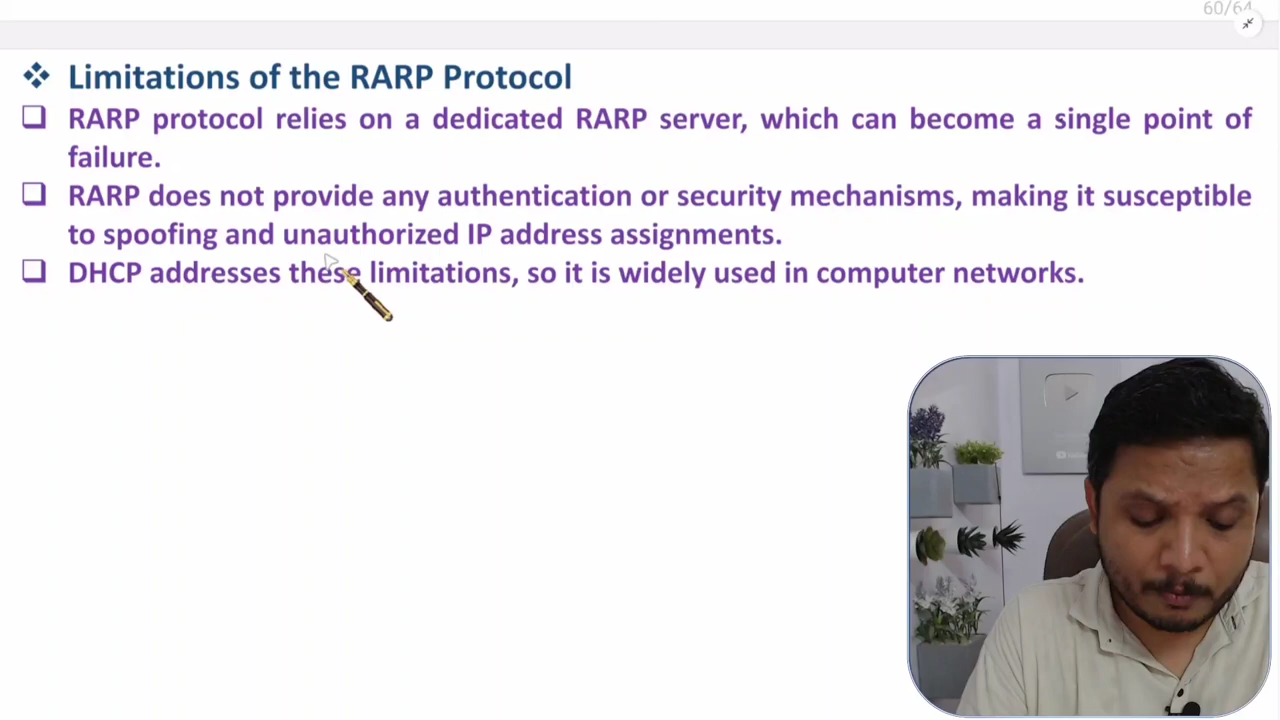 60/64
Limitations of the RARP Protocol
RARP protocol relies on a dedicated RARP server, which can become a single point of
failure.
RARP does not provide any authentication or security mechanisms, making it susceptible
to spoofing and unauthorized IP address assignments.
DHCP addresses these limitations, so it is widely used in computer networks.